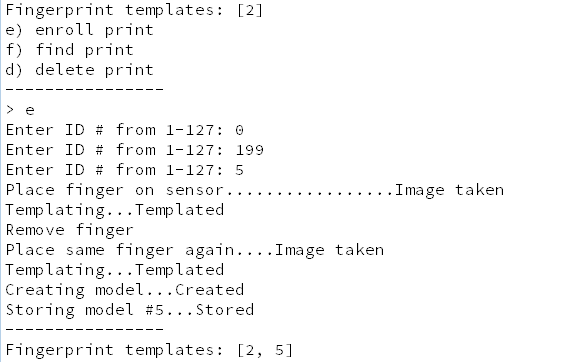 Fingerprint templates: [2]
e) enroll print
f) find print
d) delete print
----------------
> e
Enter ID # from 1-127: 0
Enter ID # from 1-127: 199
Enter ID # from 1-127: 5
Place finger on sensor.................Image taken
Templating...Templated
Remove finger
Place same finger again....Image taken
Templating...Templated
Creating model...Created
Storing model #5...Stored
----------------
Fingerprint templates: [2, 5]